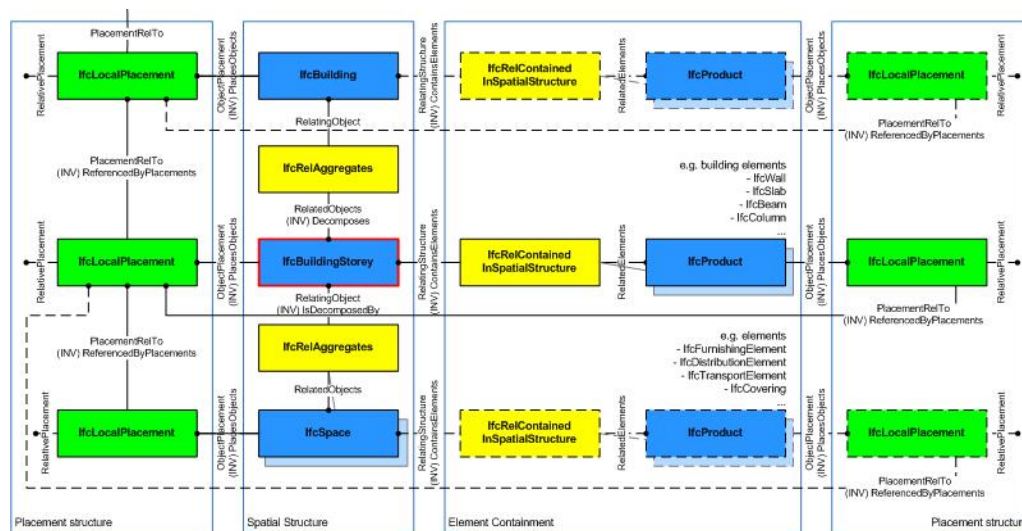 PlacementRelTo
RelativePlacement
IfcLocalPlacement
ObjectPlacement
(INV) PlacesObjects
IfcBuilding
RelatingStructure
(INV) ContainsElements
IfcRelContained
InSpatialStructure
RelatedElements
IfcProduct
ObjectPlacement
(INV) PlacesObjects
IfcLocalPlacement
RelativePlacement
RelatingObject
PlacementRelTo
(INV) ReferencedByPlacements
PlacementRelTo
(INV) ReferencedByPlacements
IfcRelAggregates
e.g. building elements
- IfcWall
- IfcSlab
- IfcBeam
- IfcColumn
...
RelatedObjects
(INV) Decomposes
RelativePlacement
IfcLocalPlacement
ObjectPlacement
(INV) PlacesObjects
IfcBuildingStorey
RelatingStructure
(INV) ContainsElements
IfcRelContained
InSpatialStructure
RelatedElements
IfcProduct
ObjectPlacement
(INV) PlacesObjects
IfcLocalPlacement
RelativePlacement
RelatingObject
(INV) IsDecomposedBy
PlacementRelTo
(INV) ReferencedByPlacements
PlacementRelTo
(INV) ReferencedByPlacements
IfcRelAggregates
e.g. elements
- IfcFurnishingElement
- IfcDistributionElement
- IfcTransportElement
- IfcCovering
...
RelatedObjects
RelativePlacement
IfcLocalPlacement
ObjectPlacement
(INV) PlacesObjects
IfcSpace
RelatingStructure
(INV) ContainsElements
IfcRelContained
InSpatialStructure
RelatedElements
IfcProduct
ObjectPlacement
(INV) PlacesObjects
IfcLocalPlacement
RelativePlacement
PlacementRelTo
(INV) ReferencedByPlacements
Placement structure
Spatial Structure
Element Containment
Placement structure